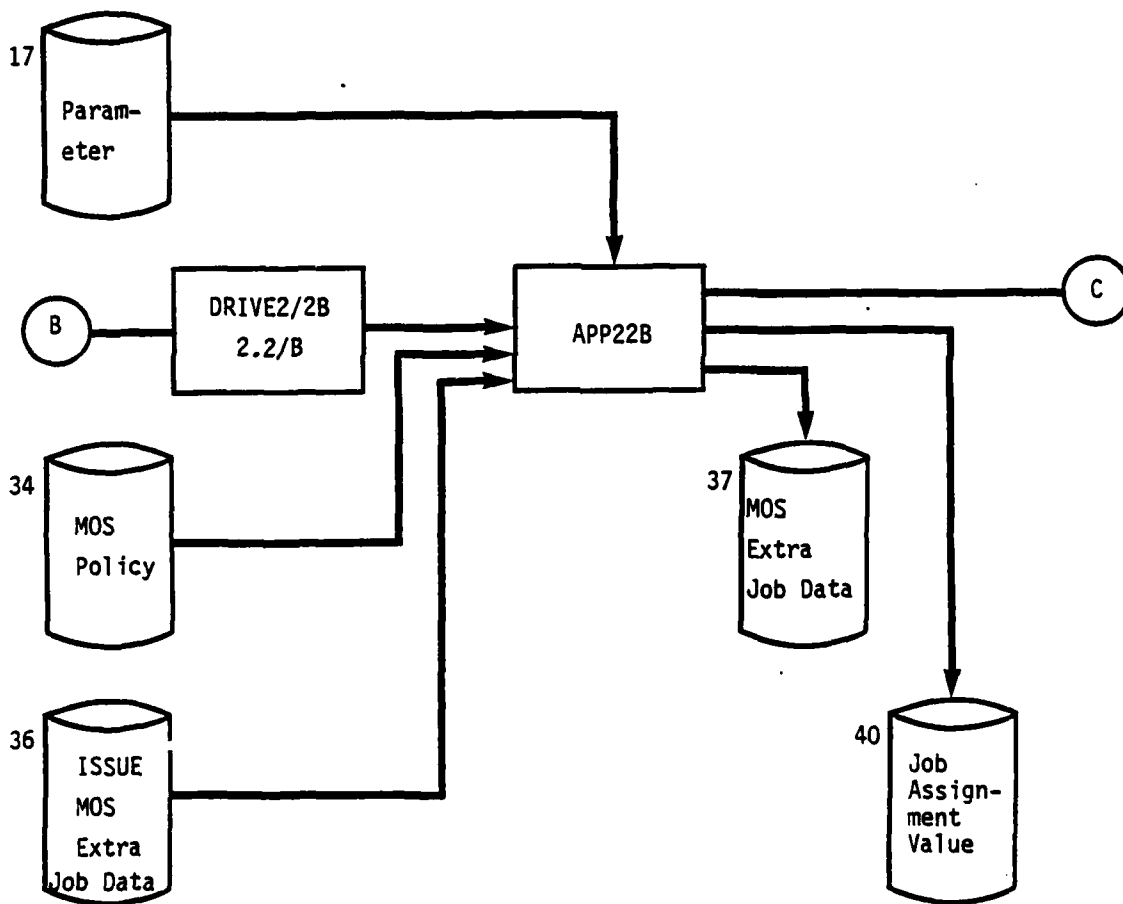 17
Param-
eter
B
DRIVE2/2B
2.2/B
APP22B
C
34
MOS
Policy
37
MOS
Extra
Job Data
36
ISSUE
MOS
Extra
Job Data
40
Job
Assign-
ment
Value